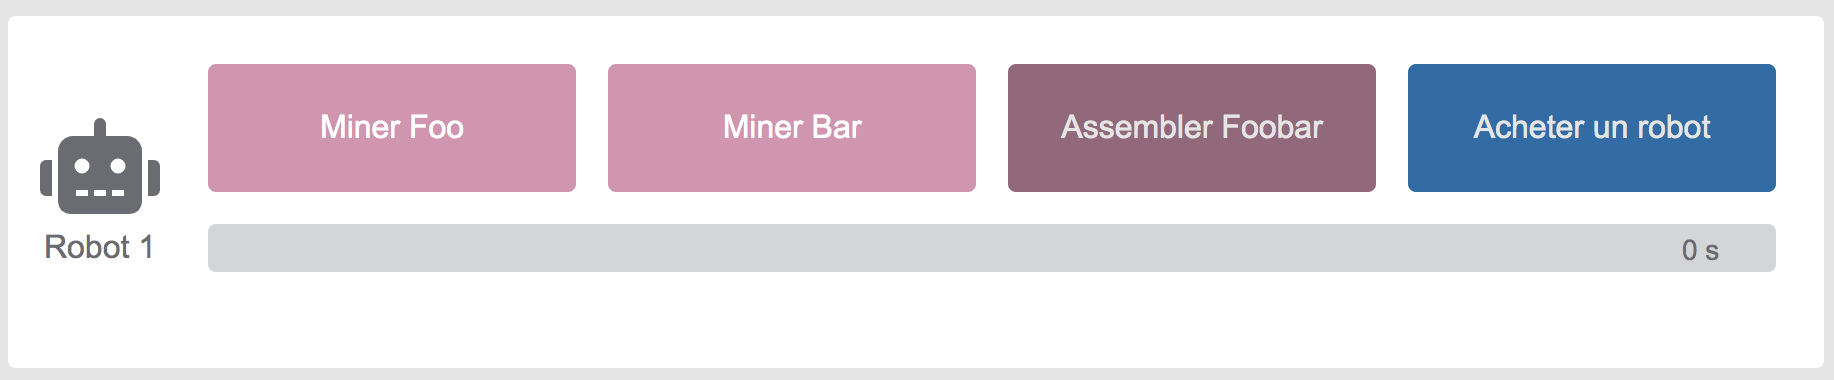 Miner Foo
Miner Bar
Assembler Foobar
Acheter un robot
Robot 1
0 s